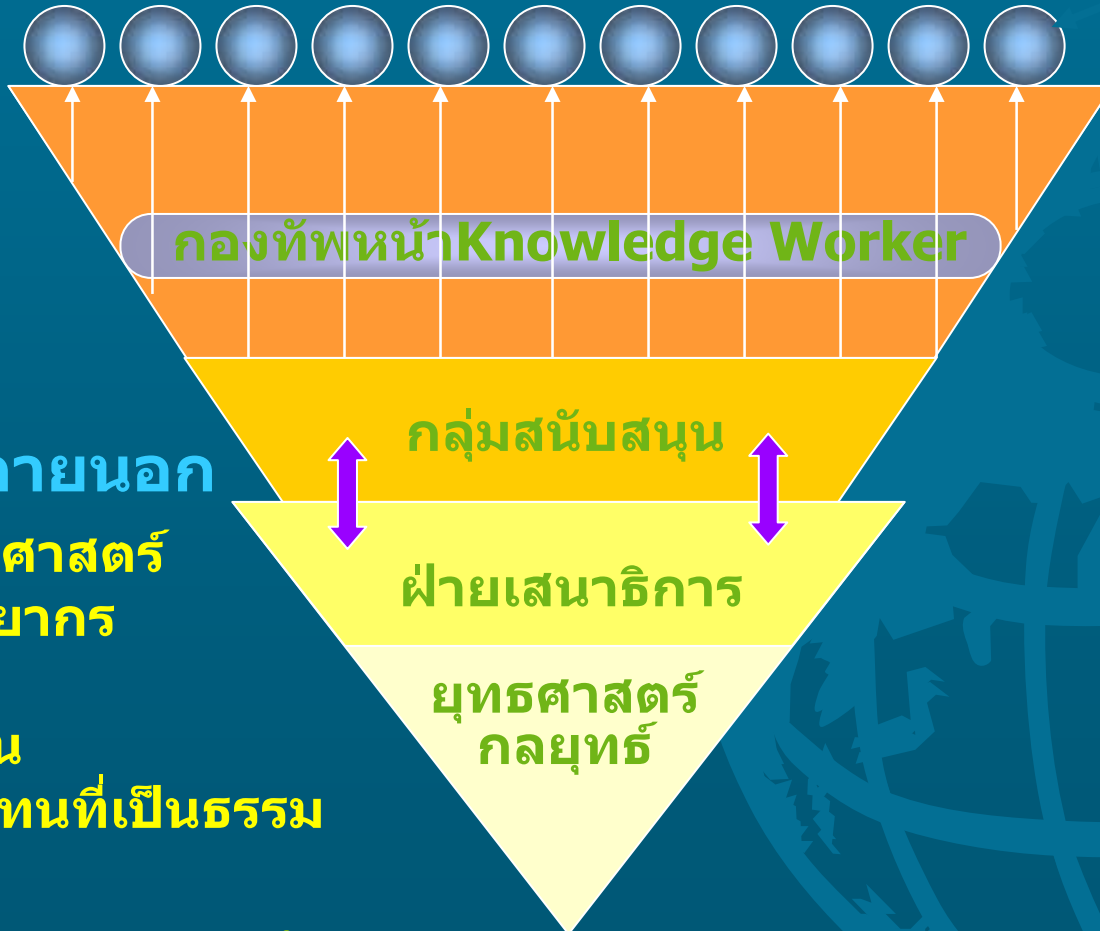 กองทัพหน้าKnowledge Worker
กลุ่มสนับสนุน
ฝ่ายเสนาธิการ
ยุทธศาสตร์
กลยุทธ์
ายนอก
ศาสตร์
ยากร
น
ทนที่เป็นธรรม